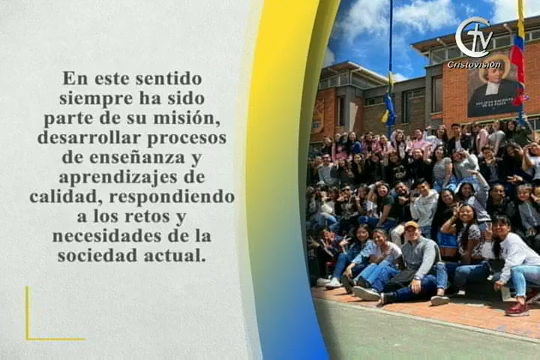 En este sentido
siempre ha sido
parte de su misión,
desarrollar procesos
de enseñanza y
aprendizajes de
calidad, respondiendo
a los retos y
necesidades de la
sociedad actual.
tv
Cristovisión